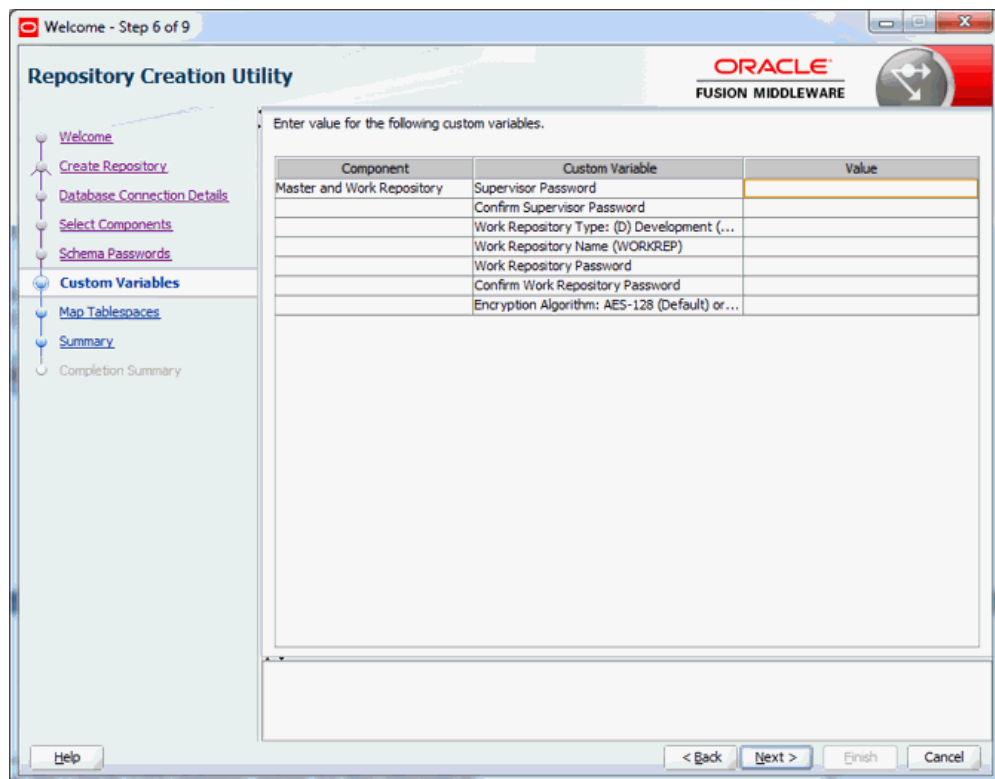 Welcome - Step 6 of 9
Repository Creation Utility
ORACLE
FUSION MIDDLEWARE
Welcome
Create Repository
Database Connection Details
Select Components
Schema Passwords
Custom Variables
Map Tablespaces
Summary
Completion Summary
Enter value for the following custom variables.
Component Custom Variable Value
Master and Work Repository Supervisor Password
Confirm Supervisor Password
Work Repository Type: (D) Development (...
Work Repository Name (WORKREP)
Work Repository Password
Confirm Work Repository Password
Encryption Algorithm: AES-128 (Default) or...
Help < Back Next > Finish Cancel